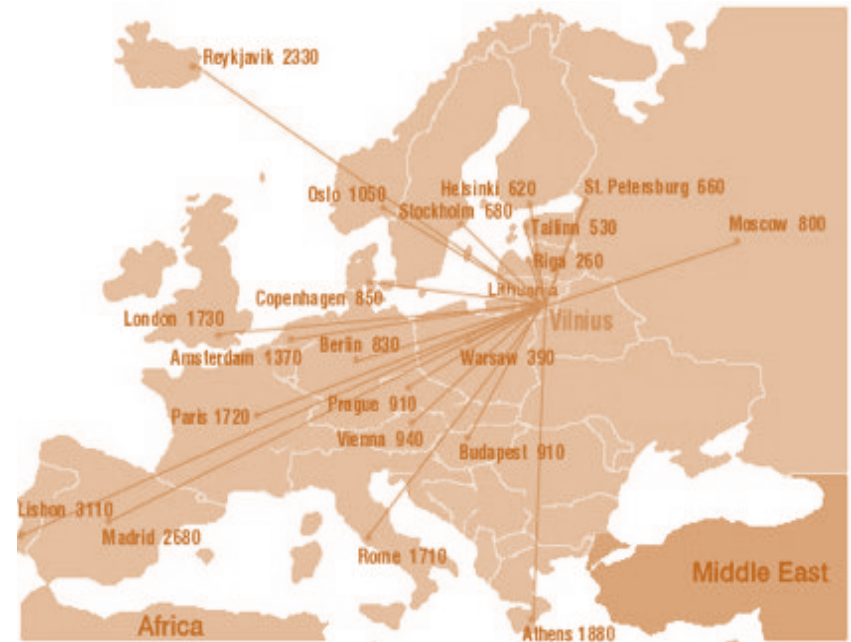 Reykjavik 2330
Oslo 1050
Helsinki 620
St. Petersburg 660
Stockholm 680
Tallinn 530
Moscow 800
Riga 260
Lithuania
Copenhagen 850
London 1730
Vilnius
Berlin 830
Amsterdam 1370
Warsaw 390
Prague 910
Paris 1720
Vienna 940
Budapest 910
Lisbon 3110
Madrid 2680
Rome 1710
Middle East
Africa
Athens 1880